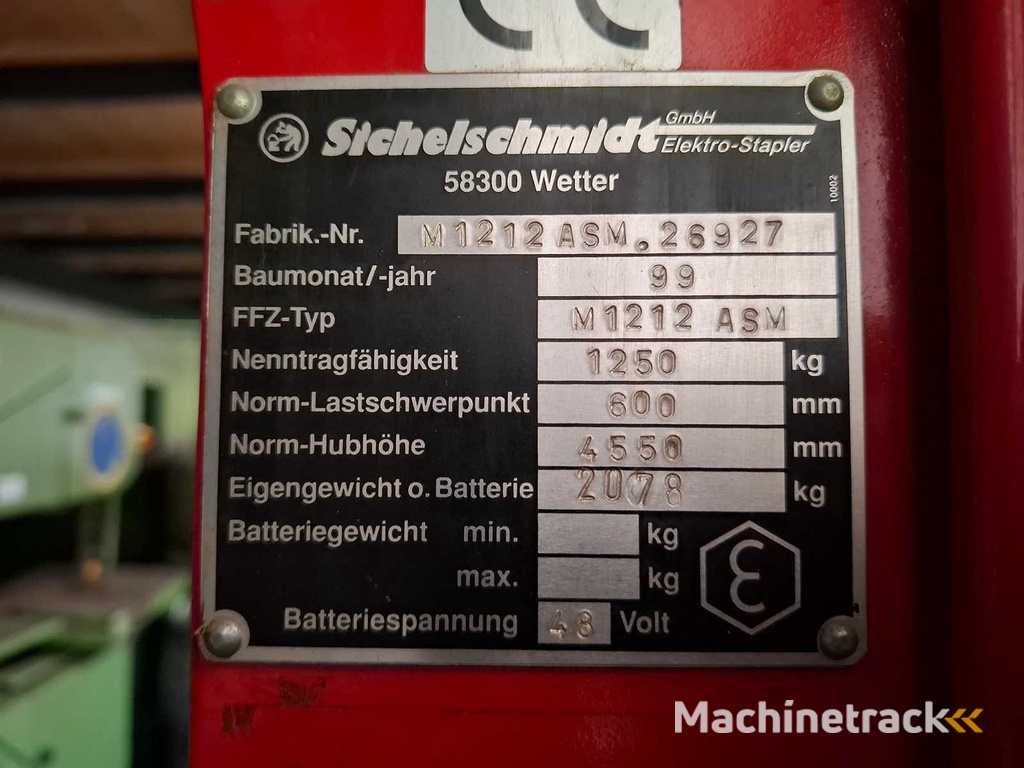 CE
Sichelschmidt GmbH Elektro-Stapler
58300 Wetter
10002
Fabrik.-Nr. M1212ASM.26927
Baumonat/-jahr 99
FFZ-Typ M1212 ASM
Nenntragfähigkeit 1250 kg
Norm-Lastschwerpunkt 600 mm
Norm-Hubhöhe 4550 mm
Eigengewicht o. Batterie 2078 kg
Batteriegewicht min. kg
max. kg
Batteriespannung 48 Volt
Machinetrack